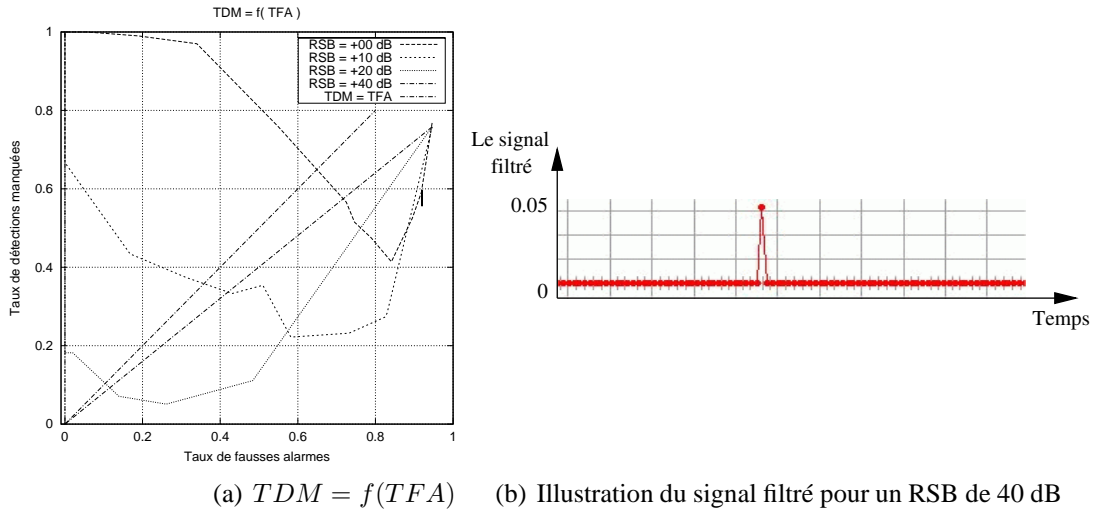 TDM = f( TFA )
RSB = +00 dB
RSB = +10 dB
RSB = +20 dB
RSB = +40 dB
TDM = TFA
Taux de détections manquées
1
0.8
0.6
0.4
0.2
0
0 0.2 0.4 0.6 0.8 1
Taux de fausses alarmes
Le signal
filtré
0.05
0
Temps
(a) TDM = f(TFA) (b) Illustration du signal filtré pour un RSB de 40 dB